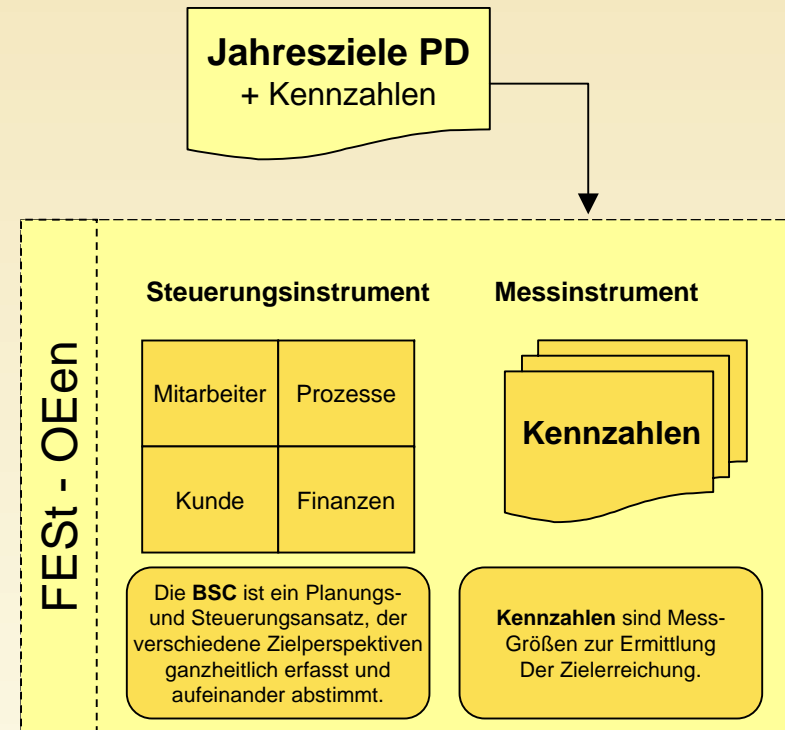 Jahresziele PD
+ Kennzahlen
FESt - OEen
Steuerungsinstrument
Mitarbeiter
Prozesse
Kunde
Finanzen
Die BSC ist ein Planungs-
und Steuerungsansatz, der
verschiedene Zielperspektiven
ganzheitlich erfasst und
aufeinander abstimmt.
Messinstrument
Kennzahlen
Kennzahlen sind Mess-
Größen zur Ermittlung
Der Zielerreichung.